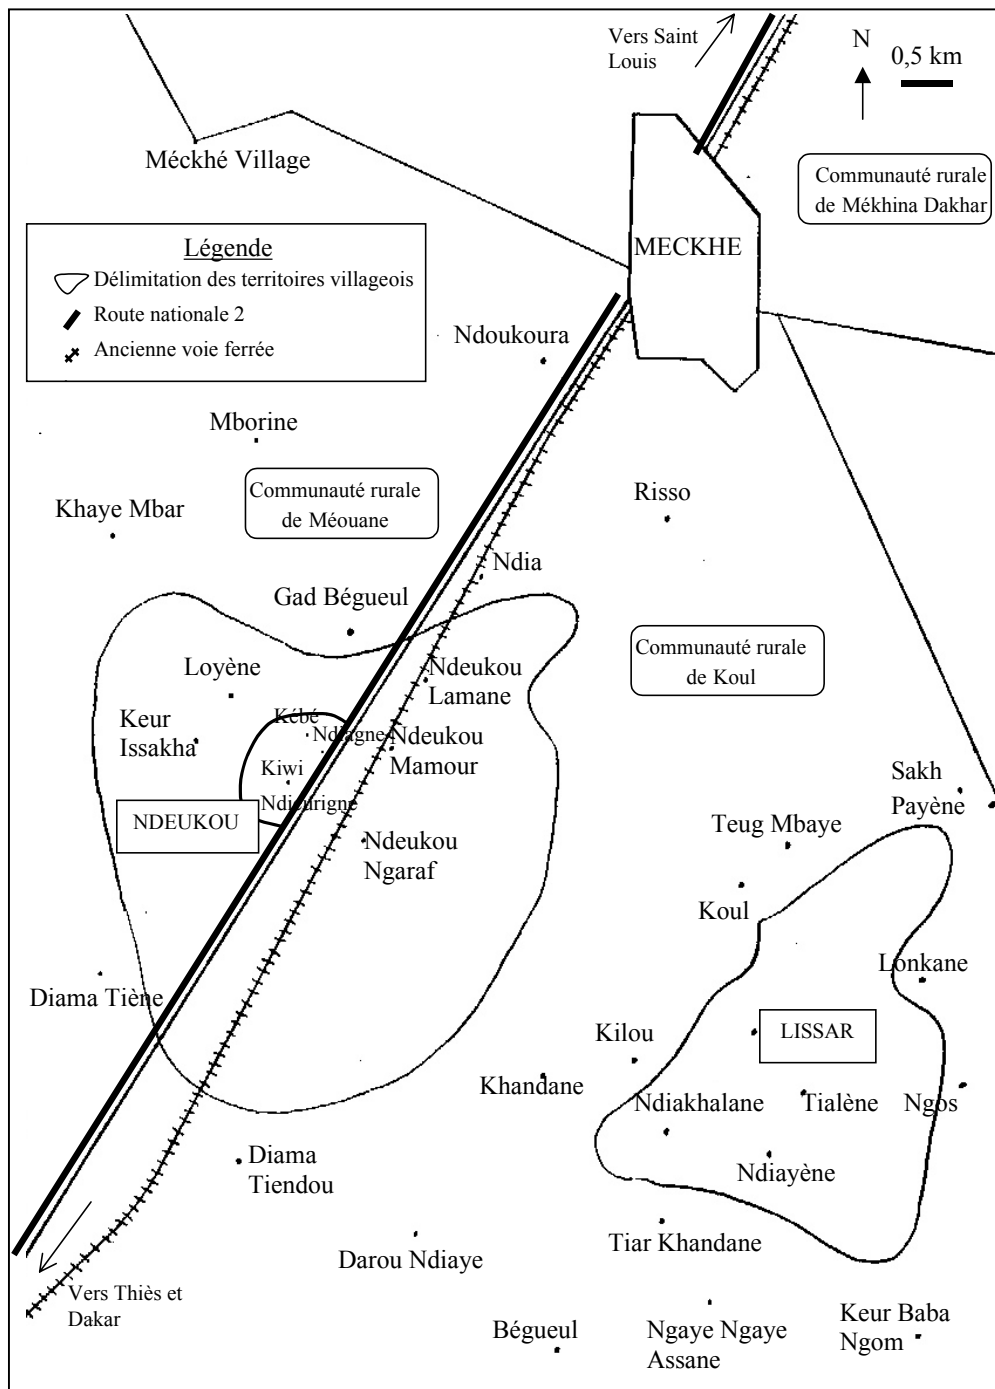 Vers Saint
Louis
N
0,5 km
Méckhé Village
Communauté rurale
de Mékhina Dakhar
MECKHE
Légende
Délimitation des territoires villageois
Route nationale 2
Ancienne voie ferrée
Ndoukoura
Mborine
Communauté rurale
de Méouane
Khaye Mbar
Risso
Ndia
Gad Bégueul
Communauté rurale
de Koul
Loyène
Ndeukou
Lamane
Kébé
Keur
Issakha
Ndiagne
Ndeukou
Mamour
Kiwi
Ndieurigne
NDEUKOU
Ndeukou
Ngaraf
Sakh
Payène
Teug Mbaye
Koul
Lonkane
Diama Tiène
LISSAR
Kilou
Khandane
Ndiakhalane
Tialène
Ngos
Diama
Tiendou
Ndiayène
Darou Ndiaye
Tiar Khandane
Vers Thiès et
Dakar
Bégueul
Ngaye Ngaye
Assane
Keur Baba
Ngom